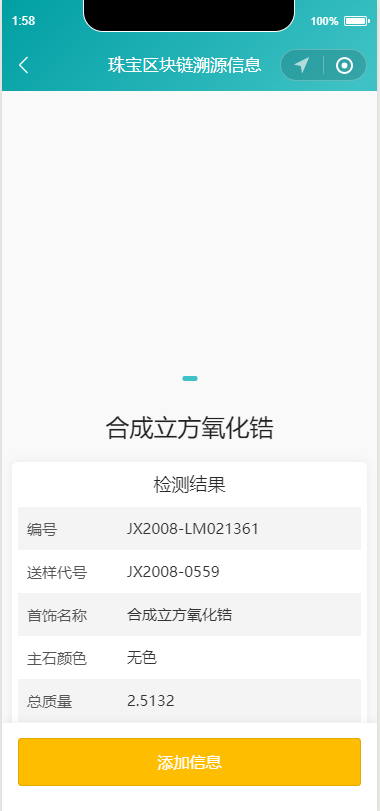 1:58
100%
珠宝区块链溯源信息
合成立方氧化锆
检测结果
编号 JX2008-LM021361
送样代号 JX2008-0559
首饰名称 合成立方氧化锆
主石颜色 无色
总质量 2.5132
添加信息